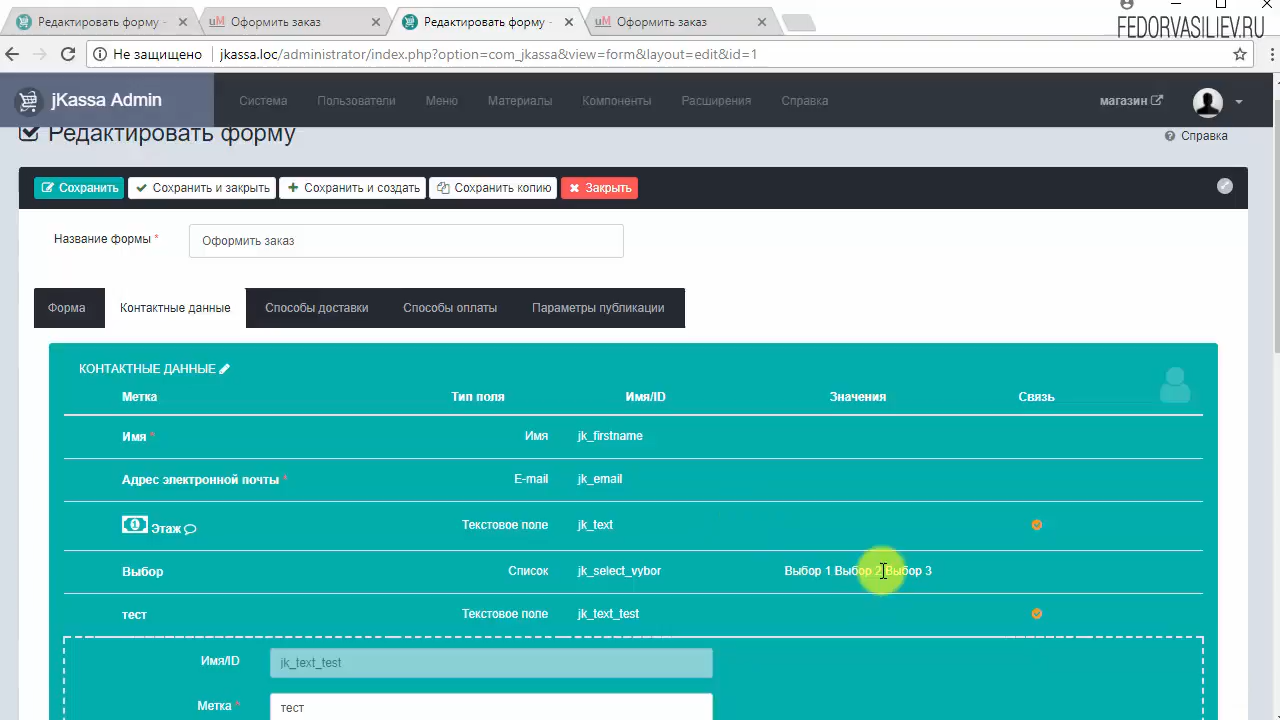 Редактировать форму -
Оформить заказ
Редактировать форму -
Оформить заказ
FEDORVASILIEV.RU
Не защищено
jkassa.loc/administrator/index.php?option=com_jkassa&view=form&layout=edit&id=1
jKassa Admin
Система
Пользователи
Меню
Материалы
Компоненты
Расширения
Справка
магазин
Редактировать форму
Справка
Сохранить
Сохранить и закрыть
Сохранить и создать
Сохранить копию
Закрыть
Название формы *
Оформить заказ
Форма
Контактные данные
Способы доставки
Способы оплаты
Параметры публикации
КОНТАКТНЫЕ ДАННЫЕ
Метка Тип поля Имя/ID Значения Связь
Имя * Имя jk_firstname
Адрес электронной почты * E-mail jk_email
Этаж Текстовое поле jk_text
Выбор Список jk_select_vybor Выбор 1 Выбор 2 Выбор 3
тест Текстовое поле jk_text_test
Имя/ID jk_text_test
Метка * тест